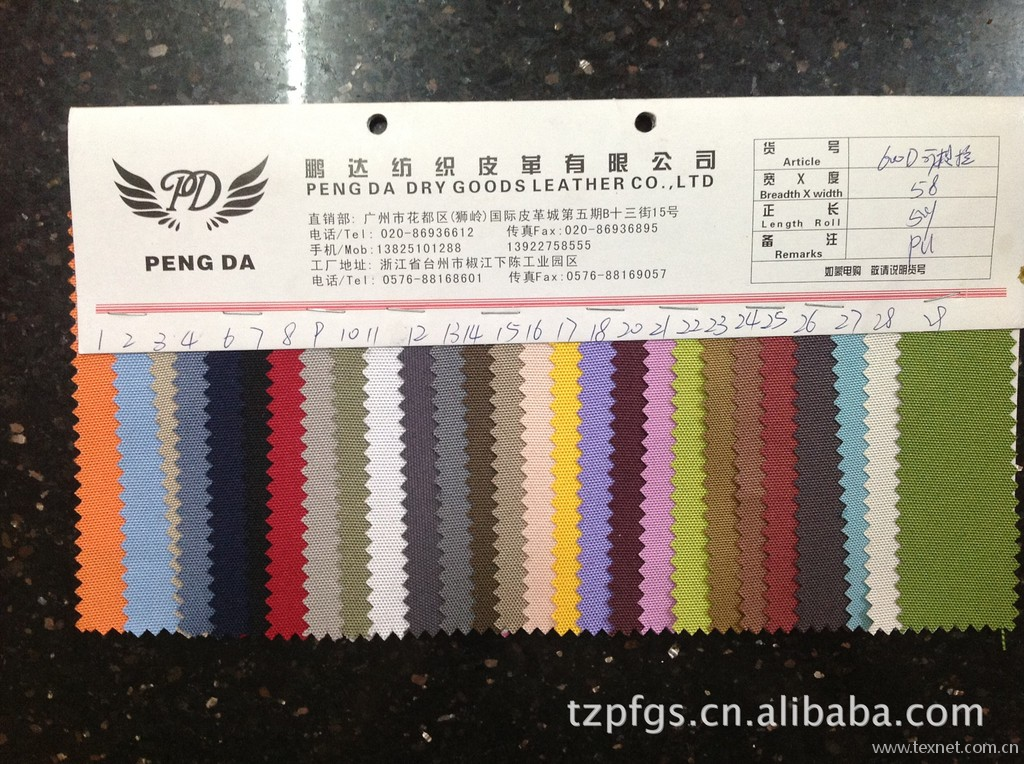 PD
PENG DA
鹏达纺织皮革有限公司
PENG DA DRY GOODS LEATHER CO.,LTD
直销部: 广州市花都区(狮岭)国际皮革城第五期B十三街15号
电话/Tel: 020-86936612 传真Fax:020-86936895
手机/Mob:13825101288 13922758555
工厂地址: 浙江省台州市椒江下陈工业园区
电话/Tel: 0576-88168601 传真Fax:0576-88169057
货号 Article 600D
宽X度 Breadth X width 58
正长 Length Roll 54
备注 Remarks PU
如蒙电购 敬请说明货号
1 2 3 4 6 7 8 9 10 11 12 13 14 15 16 17 18 20 21 22 23 24 25 26 27 28 29
tzpfgs.cn.alibaba.com
www.texnet.com.cn